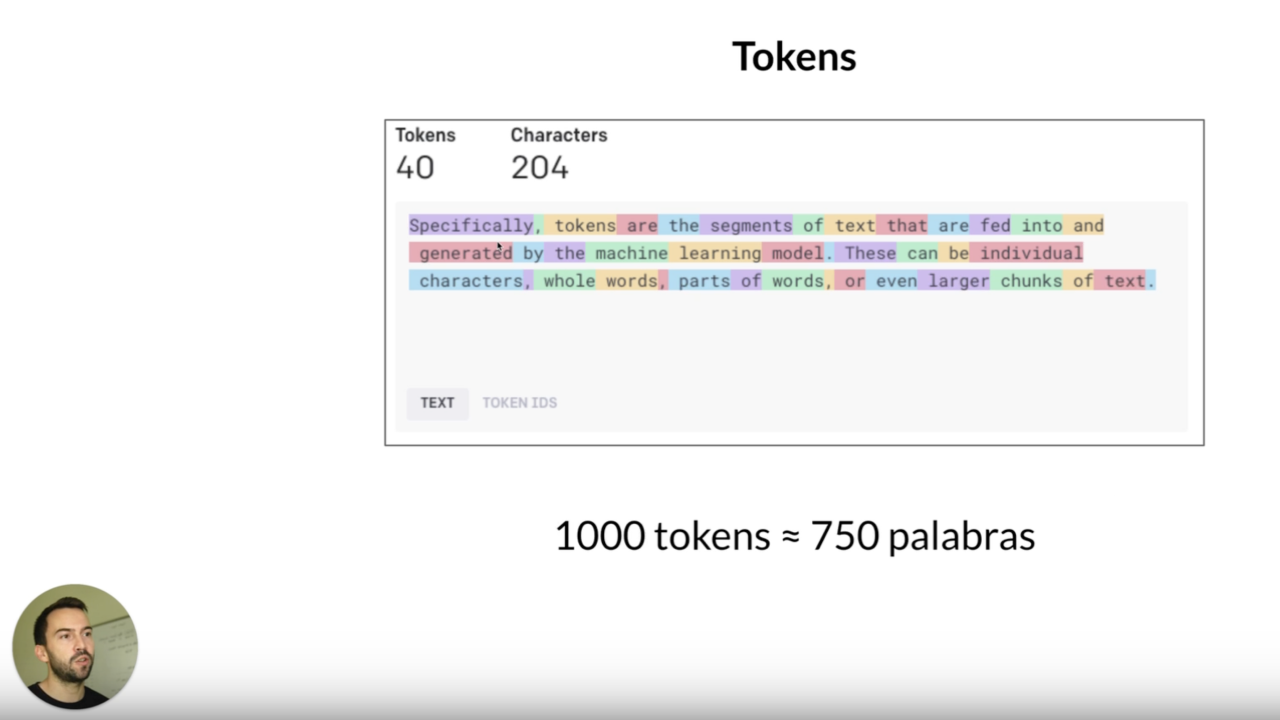 Tokens
Tokens Characters
40 204
Specifically, tokens are the segments of text that are fed into and
generated by the machine learning model. These can be individual
characters, whole words, parts of words, or even larger chunks of text.
TEXT TOKEN IDS
1000 tokens ≈ 750 palabras